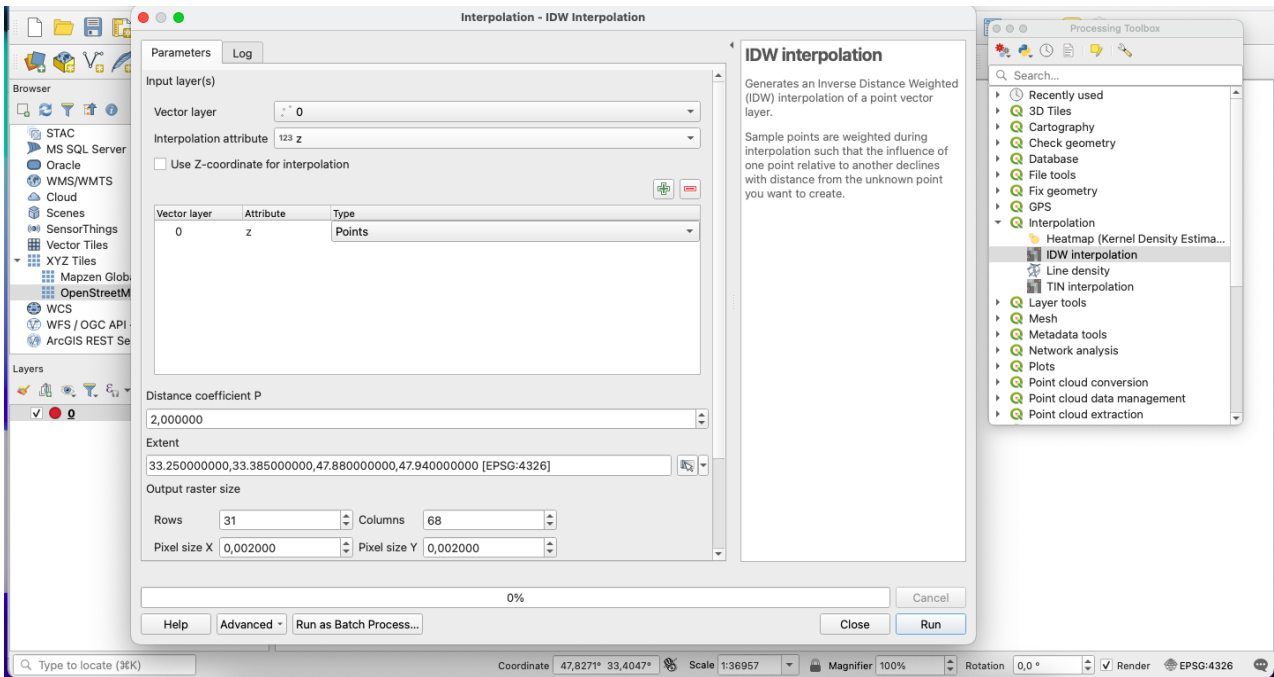 Interpolation - IDW Interpolation
Processing Toolbox
Parameters
Log
Input layer(s)
Vector layer
0
Interpolation attribute
123 z
Use Z-coordinate for interpolation
Vector layer Attribute Type
0 z Points
Distance coefficient P
2,000000
Extent
33.250000000,33.385000000,47.880000000,47.940000000 [EPSG:4326]
Output raster size
Rows 31 Columns 68
Pixel size X 0,002000 Pixel size Y 0,002000
IDW interpolation
Generates an Inverse Distance Weighted
(IDW) interpolation of a point vector
layer.
Sample points are weighted during
interpolation such that the influence of
one point relative to another declines
with distance from the unknown point
you want to create.
0%
Cancel
Help
Advanced
Run as Batch Process...
Close
Run
Browser
STAC
MS SQL Server
Oracle
WMS/WMTS
Cloud
Scenes
SensorThings
Vector Tiles
XYZ Tiles
Mapzen Globa
OpenStreetM
WCS
WFS / OGC API -
ArcGIS REST Se
Layers
0
Search...
Recently used
3D Tiles
Cartography
Check geometry
Database
File tools
Fix geometry
GPS
Interpolation
Heatmap (Kernel Density Estima...
IDW interpolation
Line density
TIN interpolation
Layer tools
Mesh
Metadata tools
Network analysis
Plots
Point cloud conversion
Point cloud data management
Point cloud extraction
Type to locate (⌘K)
Coordinate 47,8271° 33,4047°
Scale 1:36957
Magnifier 100%
Rotation 0,0 °
Render
EPSG:4326